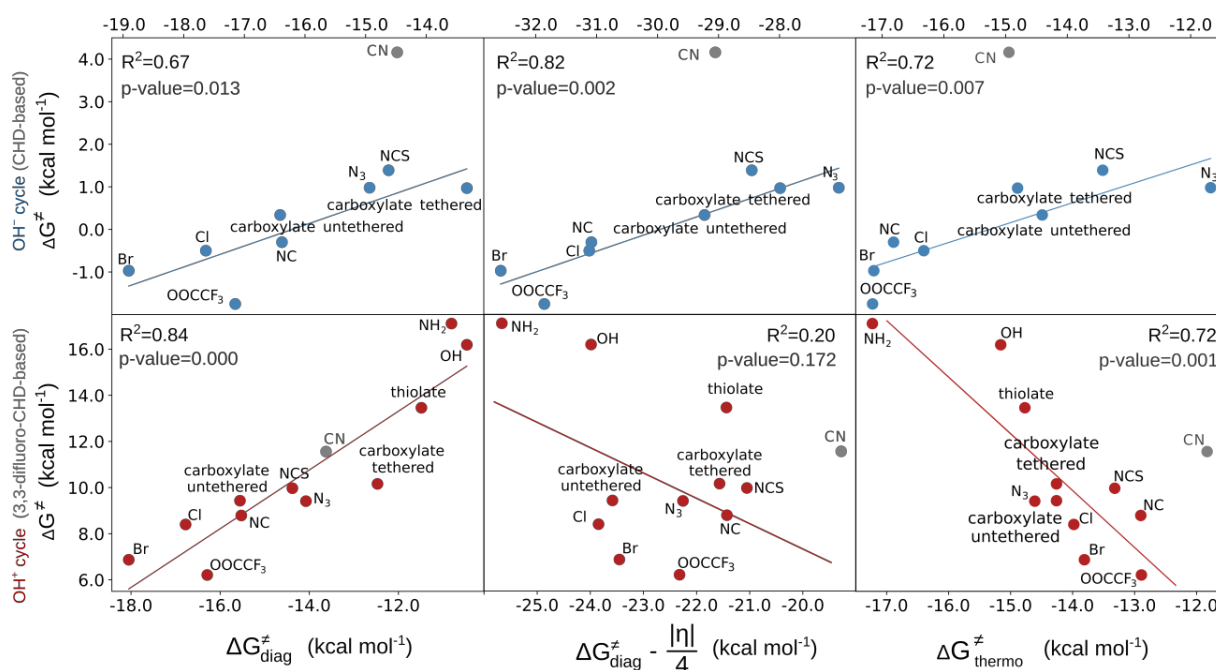 -19.0 -18.0 -17.0 -16.0 -15.0 -14.0 -32.0 -31.0 -30.0 -29.0 -28.0 -17.0 -16.0 -15.0 -14.0 -13.0 -12.0
OH⁻ cycle (CHD-based)
ΔG≠ (kcal mol⁻¹)
4.0
3.0
2.0
1.0
0.0
-1.0
R²=0.67
p-value=0.013
CN
NCS
N₃
carboxylate tethered
carboxylate untethered
Cl
NC
Br
OOCCF₃
R²=0.82
p-value=0.002
CN
NCS
N₃
carboxylate tethered
carboxylate untethered
NC
Cl
Br
OOCCF₃
R²=0.72
p-value=0.007
CN
NCS
N₃
carboxylate tethered
carboxylate untethered
Cl
NC
Br
OOCCF₃
OH⁺ cycle (3,3-difluoro-CHD-based)
ΔG≠ (kcal mol⁻¹)
16.0
14.0
12.0
10.0
8.0
6.0
R²=0.84
p-value=0.000
NH₂
OH
thiolate
CN
carboxylate
tethered
carboxylate
untethered
NCS
N₃
Cl
NC
Br
OOCCF₃
NH₂
OH
R²=0.20
p-value=0.172
thiolate
CN
carboxylate
untethered
carboxylate
tethered
NCS
N₃
NC
Cl
Br
OOCCF₃
NH₂
OH
R²=0.72
p-value=0.001
thiolate
CN
carboxylate
tethered
NCS
N₃
NC
Cl
carboxylate
untethered
Br
OOCCF₃
-18.0 -16.0 -14.0 -12.0 -25.0 -24.0 -23.0 -22.0 -21.0 -20.0 -17.0 -16.0 -15.0 -14.0 -13.0 -12.0
ΔG≠diag (kcal mol⁻¹)
ΔG≠diag - |η|/4 (kcal mol⁻¹)
ΔG≠thermo (kcal mol⁻¹)